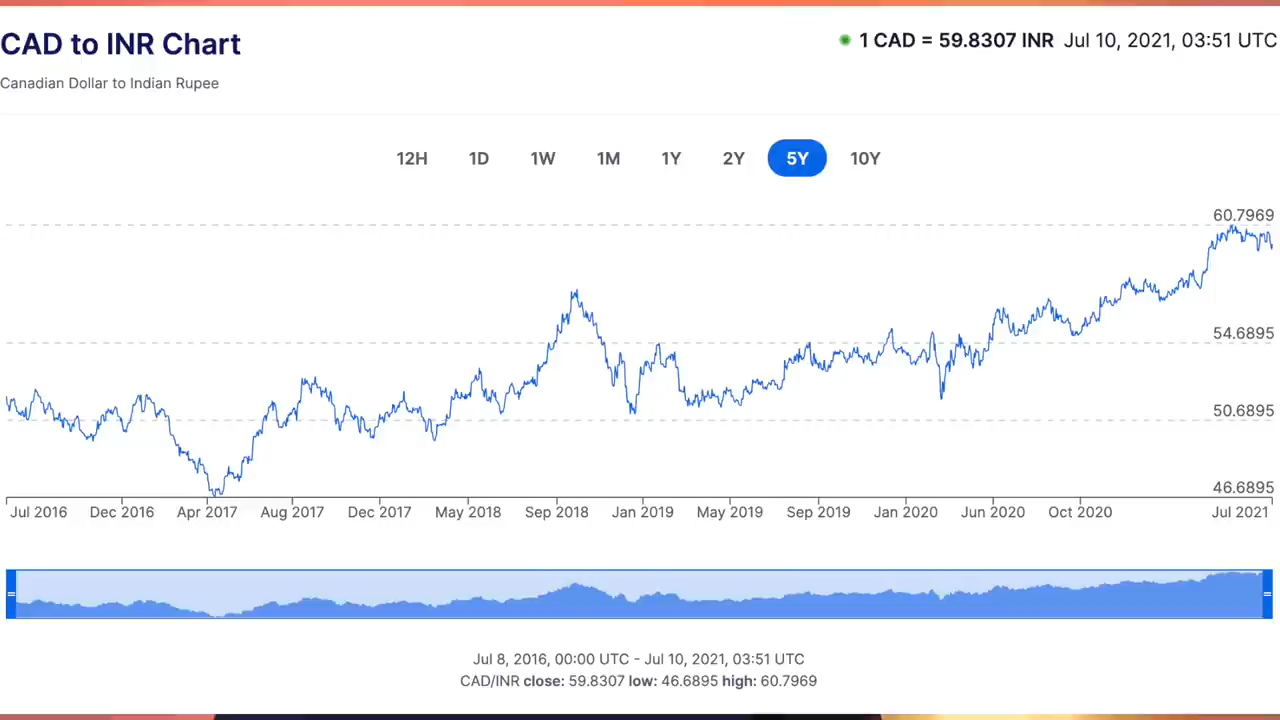 CAD to INR Chart
1 CAD = 59.8307 INR Jul 10, 2021, 03:51 UTC
Canadian Dollar to Indian Rupee
12H 1D 1W 1M 1Y 2Y 5Y 10Y
60.7969
54.6895
50.6895
46.6895
Jul 2016 Dec 2016 Apr 2017 Aug 2017 Dec 2017 May 2018 Sep 2018 Jan 2019 May 2019 Sep 2019 Jan 2020 Jun 2020 Oct 2020 Jul 2021
Jul 8, 2016, 00:00 UTC - Jul 10, 2021, 03:51 UTC
CAD/INR close: 59.8307 low: 46.6895 high: 60.7969